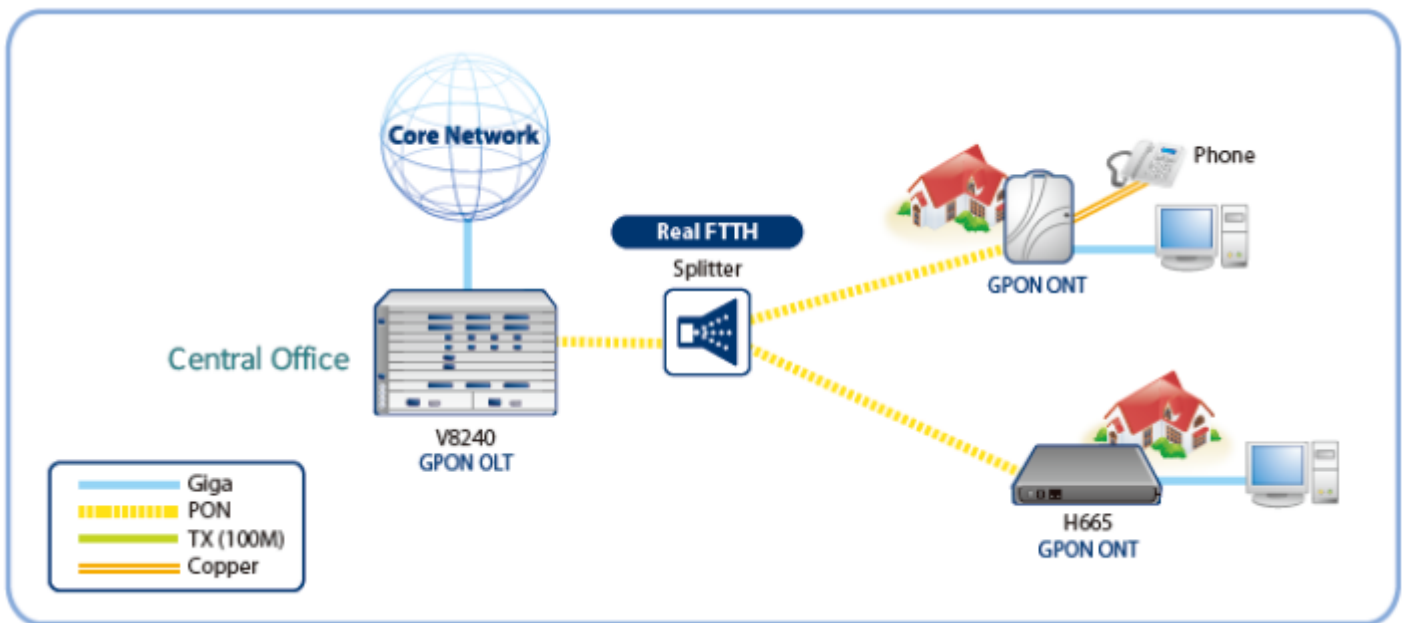 Core Network
Phone
Real FTTH
Splitter
GPON ONT
Central Office
V8240
GPON OLT
Giga
PON
TX (100M)
Copper
H665
GPON ONT